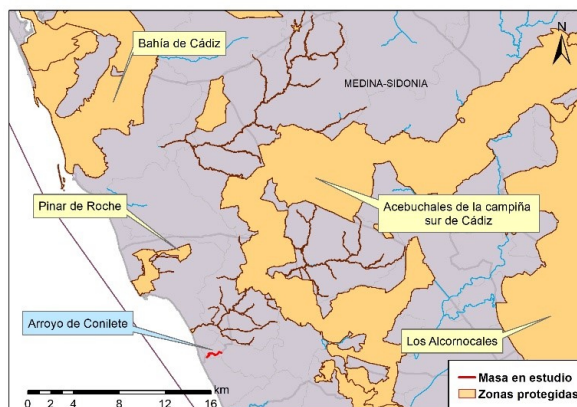 Bahía de Cádiz
MEDINA-SIDONIA
N
Pinar de Roche
Acebuchales de la campiña
sur de Cádiz
Arroyo de Conilete
Los Alcornocales
km
0 2 4 8 12 16
Masa en estudio
Zonas protegidas